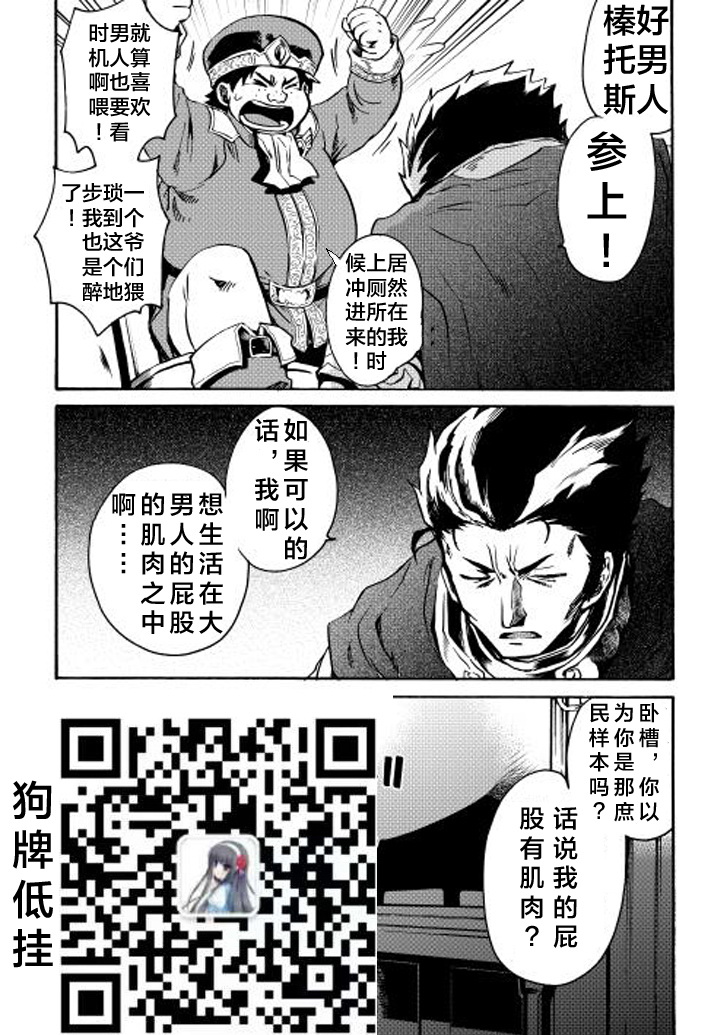 好男人
榛托斯
参上！
就算喜欢
男人也要看
时机啊喂！
一个爷们猥
琐到这个地
步我也是醉
了！
居然在我
上厕所的时
候冲进来！
如果可以的
话，我啊
想生活在大
男人的屁股
的肌肉之中
啊……
卧槽，你以
为你是那庶
民样本吗？
话说我的屁
股有肌肉？
狗牌低挂